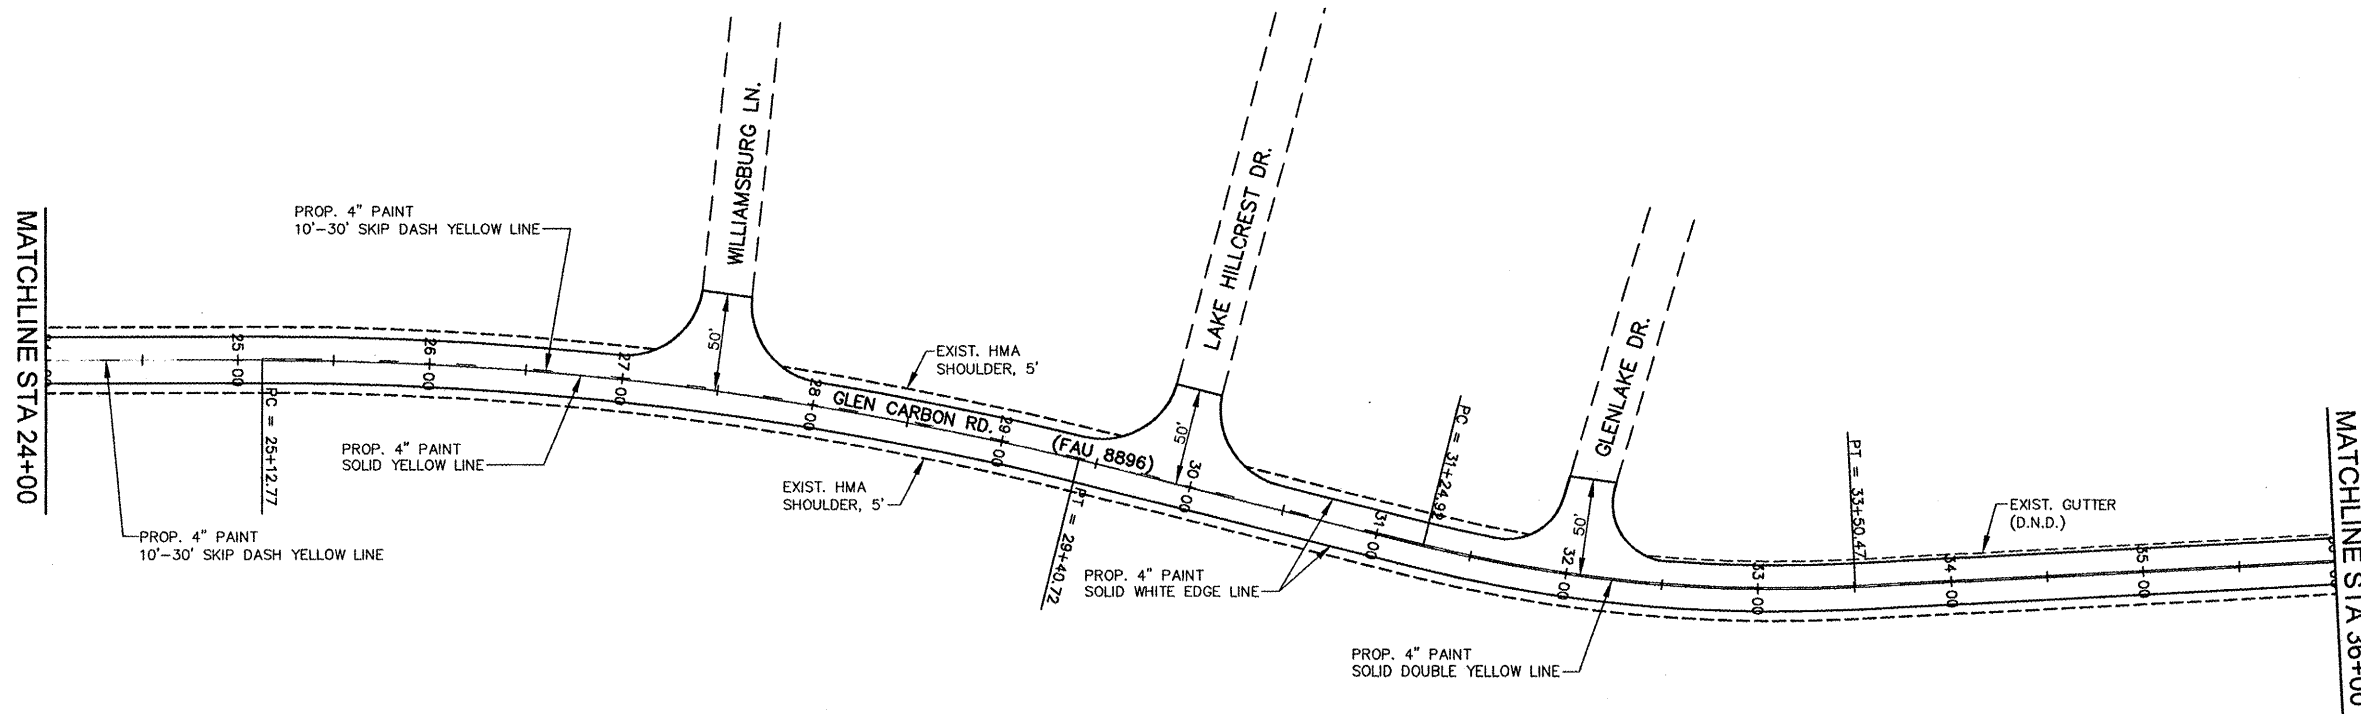 MATCHLINE STA 24+00
PROP. 4" PAINT
10'-30' SKIP DASH YELLOW LINE
WILLIAMSBURG LN.
LAKE HILLCREST DR.
GLENLAKE DR.
50'
50'
50'
EXIST. HMA
SHOULDER, 5'
25+00
26+00
27+00
28+00
GLEN CARBON RD.
29+00
(FAU 8896)
30+00
31+00
32+00
33+00
34+00
35+00
PC = 25+12.77
PT = 29+40.72
PC = 31+24.92
PT = 33+50.47
EXIST. GUTTER
(D.N.D.)
PROP. 4" PAINT
SOLID YELLOW LINE
EXIST. HMA
SHOULDER, 5'
PROP. 4" PAINT
10'-30' SKIP DASH YELLOW LINE
PROP. 4" PAINT
SOLID WHITE EDGE LINE
PROP. 4" PAINT
SOLID DOUBLE YELLOW LINE
MATCHLINE STA 36+00